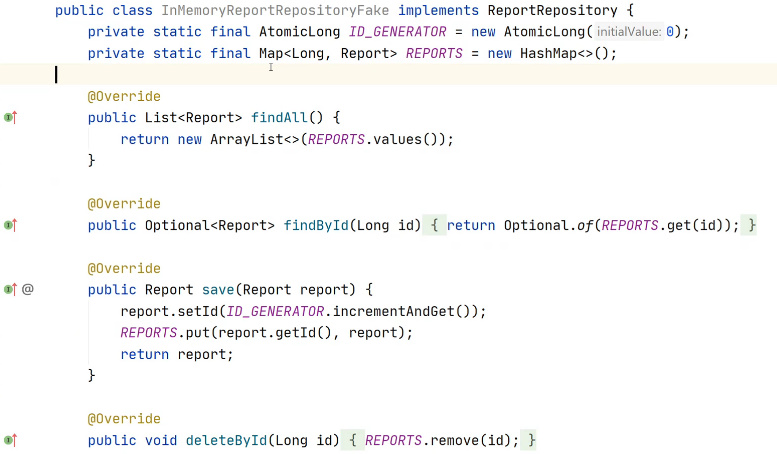 public class InMemoryReportRepositoryFake implements ReportRepository {
    private static final AtomicLong ID_GENERATOR = new AtomicLong( initialValue: 0);
    private static final Map<Long, Report> REPORTS = new HashMap<>();
    @Override
    public List<Report> findAll() {
        return new ArrayList<>(REPORTS.values());
    }
    @Override
    public Optional<Report> findById(Long id) { return Optional.of(REPORTS.get(id)); }
    @Override
@    public Report save(Report report) {
        report.setId(ID_GENERATOR.incrementAndGet());
        REPORTS.put(report.getId(), report);
        return report;
    }
    @Override
    public void deleteById(Long id) { REPORTS.remove(id); }